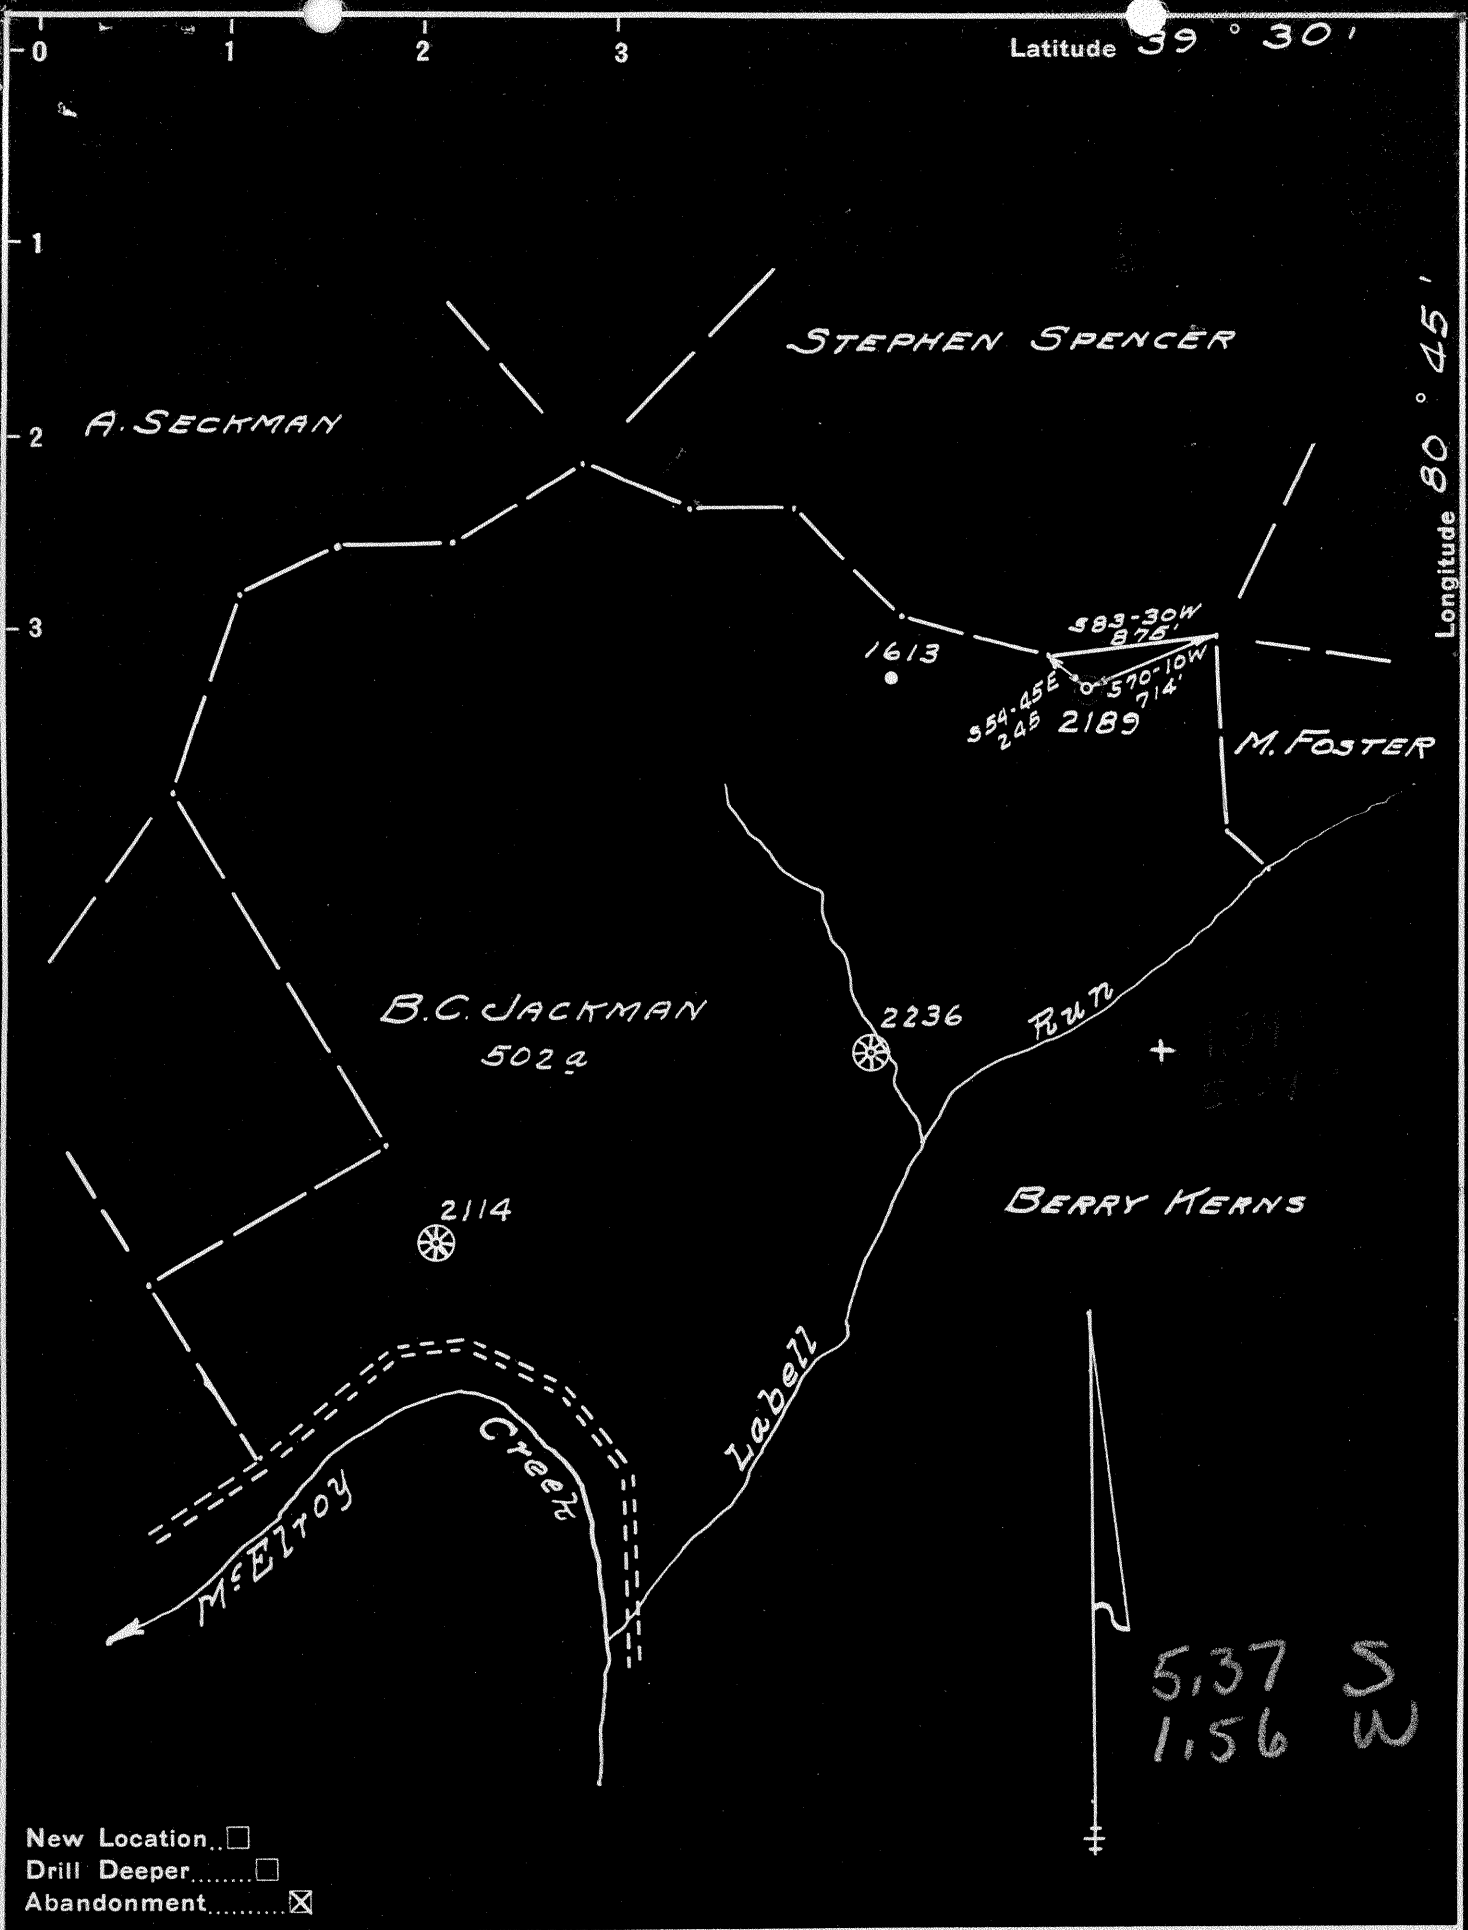 0 1 2 3
Latitude 39 ° 30'
1
2
3
Longitude 80 ° 45'
STEPHEN SPENCER
A. SECKMAN
S83-30W
875'
1613
S70-10W
714'
S54-45E
245
2189
M. FOSTER
B.C. JACKMAN
502 a
2236
Run
2114
BERRY KERNS
Labell
Creek
McElroy
5.37 S
1.56 W
New Location..
Drill Deeper.......
Abandonment.......... X